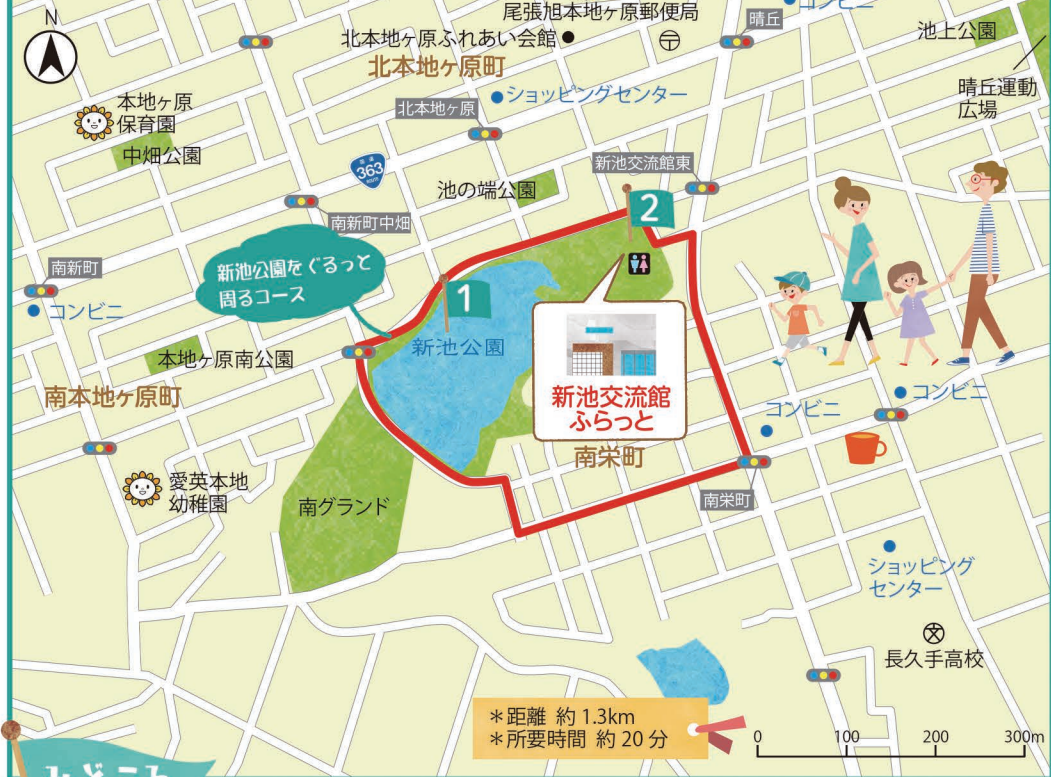 N
尾張旭本地ヶ原郵便局
コンビニ
晴丘
池上公園
北本地ヶ原ふれあい会館
北本地ヶ原町
晴丘運動
広場
本地ヶ原
保育園
ショッピングセンター
北本地ヶ原
中畑公園
国道
363
ROUTE
新池交流館東
池の端公園
2
南新町中畑
新池公園をぐるっと
周るコース
南新町
コンビニ
1
新池公園
本地ヶ原南公園
新池交流館
ふらっと
コンビニ
コンビニ
南本地ヶ原町
南栄町
愛英本地
幼稚園
南グランド
南栄町
ショッピング
センター
文
長久手高校
＊距離 約 1.3km
＊所要時間 約 20 分
0 100 200 300m
みどころ